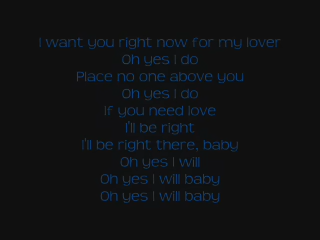 I want you right now for my lover
Oh yes I do
Place no one above you
Oh yes I do
If you need love
I'll be right
I'll be right there, baby
Oh yes I will
Oh yes I will baby
Oh yes I will baby